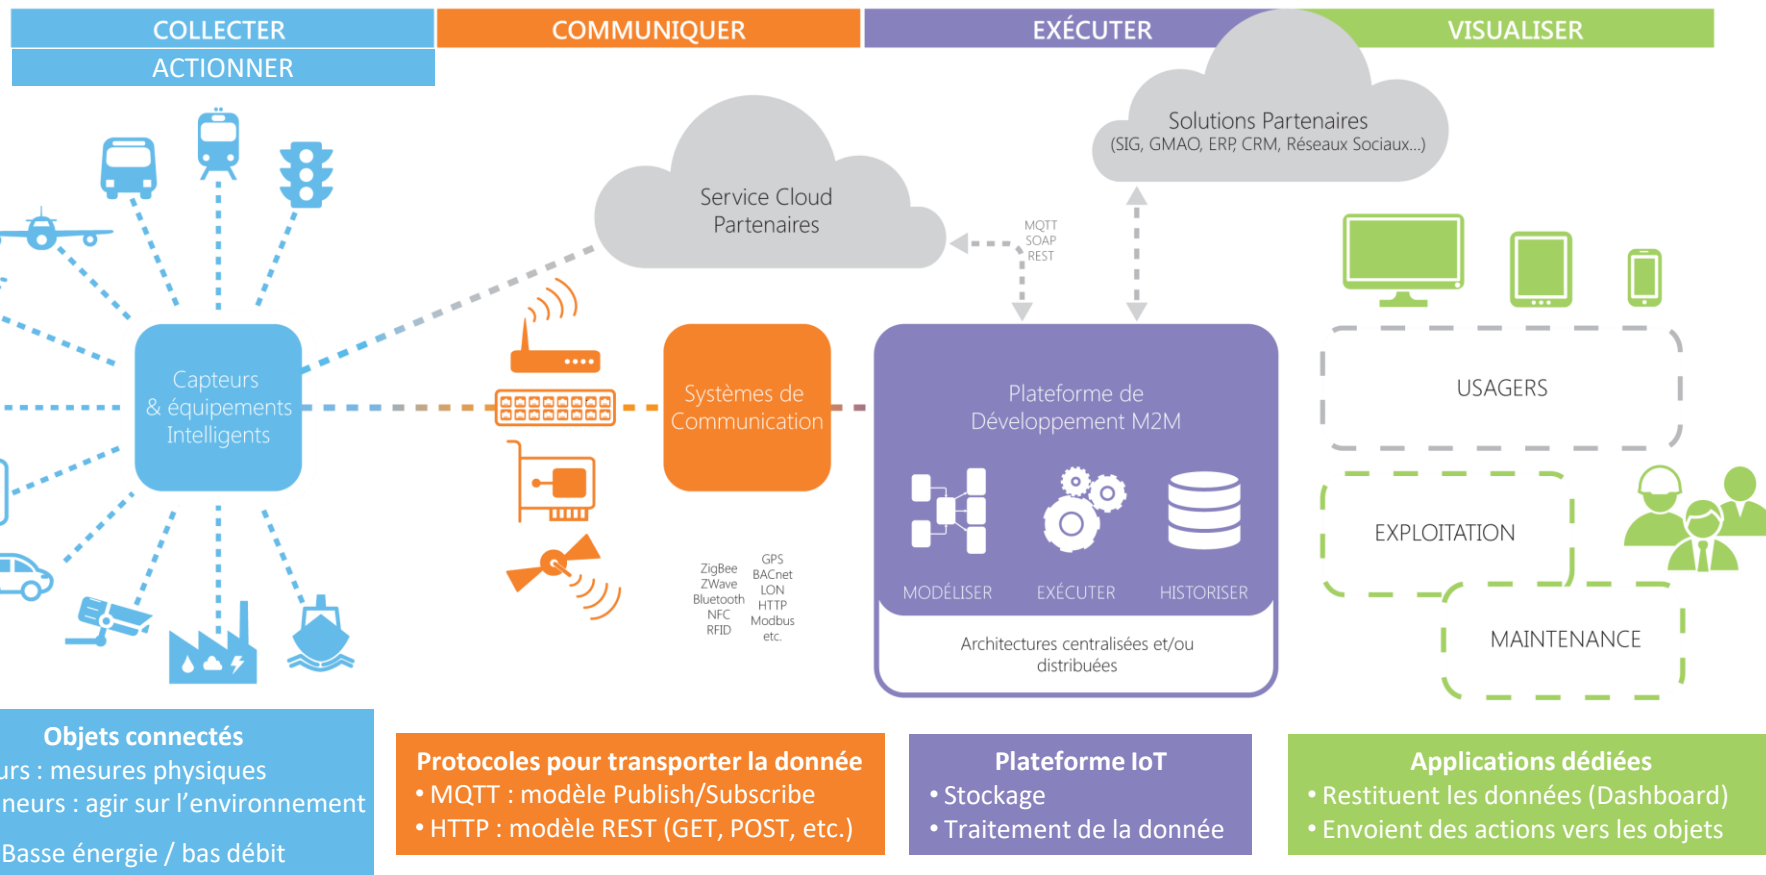 COLLECTER
COMMUNIQUER
EXÉCUTER
VISUALISER
ACTIONNER
Solutions Partenaires
(SIG, GMAO, ERP, CRM, Réseaux Sociaux...)
Service Cloud
Partenaires
MQTT
SOAP
REST
Capteurs
& équipements
Intelligents
Systèmes de
Communication
Plateforme de
Développement M2M
MODÉLISER
EXÉCUTER
HISTORISER
Architectures centralisées et/ou
distribuées
ZigBee
ZWave
Bluetooth
NFC
RFID
GPS
BACnet
LON
HTTP
Modbus
etc.
USAGERS
EXPLOITATION
MAINTENANCE
Objets connectés
urs : mesures physiques
neurs : agir sur l'environnement
Basse énergie / bas débit
Protocoles pour transporter la donnée
• MQTT : modèle Publish/Subscribe
• HTTP : modèle REST (GET, POST, etc.)
Plateforme IoT
• Stockage
• Traitement de la donnée
Applications dédiées
• Restituent les données (Dashboard)
• Envoient des actions vers les objets